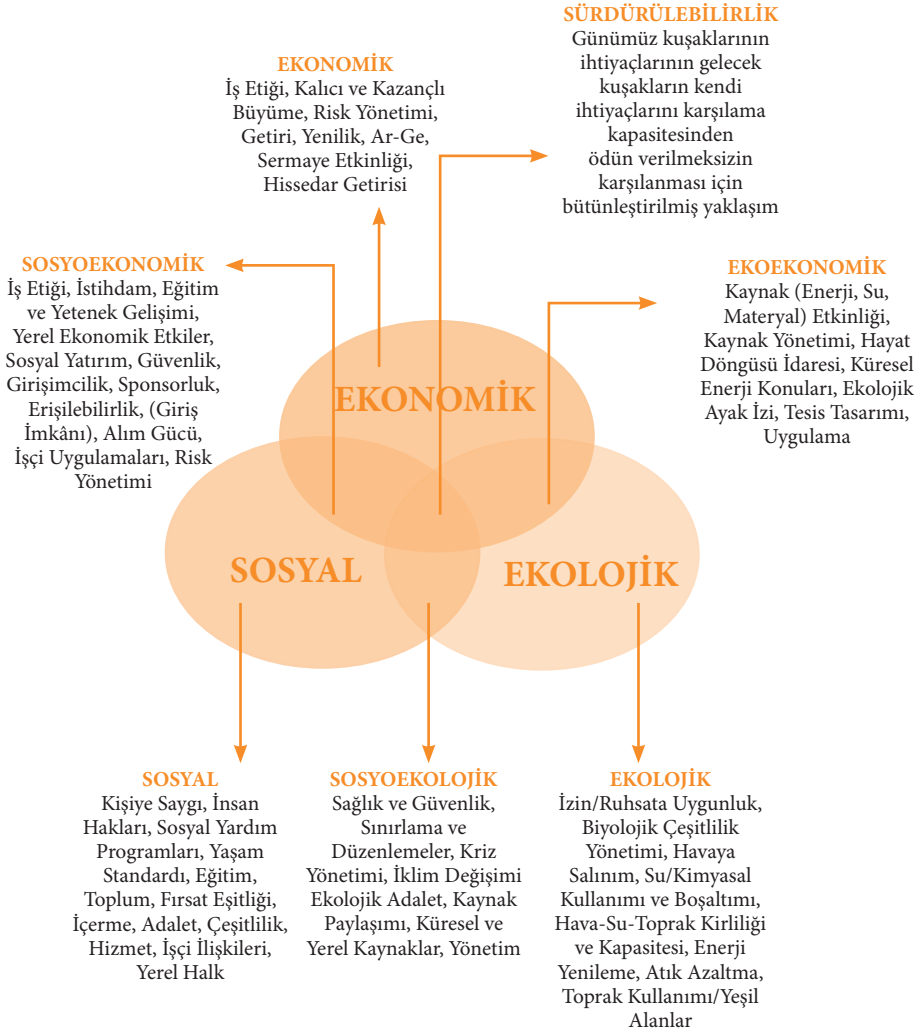 SÜRDÜRÜLEBİLİRLİK
Günümüz kuşaklarının
ihtiyaçlarının gelecek
kuşakların kendi
ihtiyaçlarını karşılama
kapasitesinden
ödün verilmeksizin
karşılanması için
bütünleştirilmiş yaklaşım
EKONOMİK
İş Etiği, Kalıcı ve Kazançlı
Büyüme, Risk Yönetimi,
Getiri, Yenilik, Ar-Ge,
Sermaye Etkinliği,
Hissedar Getirisi
SOSYOEKONOMİK
İş Etiği, İstihdam, Eğitim
ve Yetenek Gelişimi,
Yerel Ekonomik Etkiler,
Sosyal Yatırım, Güvenlik,
Girişimcilik, Sponsorluk,
Erişilebilirlik, (Giriş
İmkânı), Alım Gücü,
İşçi Uygulamaları, Risk
Yönetimi
EKOEKONOMİK
Kaynak (Enerji, Su,
Materyal) Etkinliği,
Kaynak Yönetimi, Hayat
Döngüsü İdaresi, Küresel
Enerji Konuları, Ekolojik
Ayak İzi, Tesis Tasarımı,
Uygulama
EKONOMİK
SOSYAL
EKOLOJİK
SOSYAL
Kişiye Saygı, İnsan
Hakları, Sosyal Yardım
Programları, Yaşam
Standardı, Eğitim,
Toplum, Fırsat Eşitliği,
İçerme, Adalet, Çeşitlilik,
Hizmet, İşçi İlişkileri,
Yerel Halk
SOSYOEKOLOJİK
Sağlık ve Güvenlik,
Sınırlama ve
Düzenlemeler, Kriz
Yönetimi, İklim Değişimi
Ekolojik Adalet, Kaynak
Paylaşımı, Küresel ve
Yerel Kaynaklar, Yönetim
EKOLOJİK
İzin/Ruhsata Uygunluk,
Biyolojik Çeşitlilik
Yönetimi, Havaya
Salınım, Su/Kimyasal
Kullanımı ve Boşaltımı,
Hava-Su-Toprak Kirliliği
ve Kapasitesi, Enerji
Yenileme, Atık Azaltma,
Toprak Kullanımı/Yeşil
Alanlar